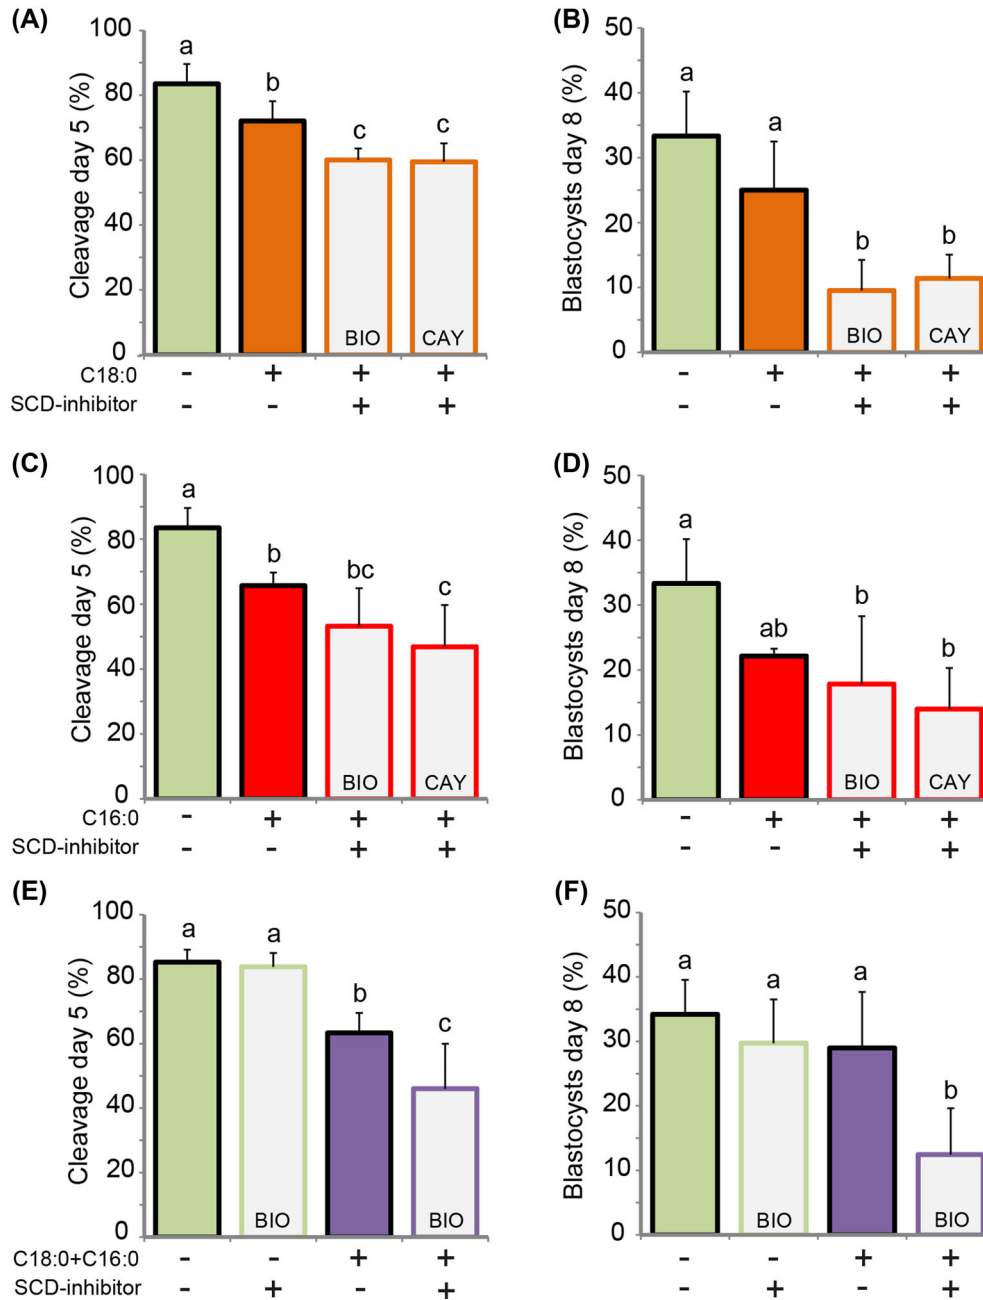 (A)
100
80
60
40
20
0
Cleavage day 5 (%)
a
b
c
c
BIO
CAY
C18:0
- + + +
SCD-inhibitor
- - + +
(B)
50
40
30
20
10
0
Blastocysts day 8 (%)
a
a
b
b
BIO
CAY
- + + +
- - + +
(C)
100
80
60
40
20
0
Cleavage day 5 (%)
a
b
bc
c
BIO
CAY
C16:0
- + + +
SCD-inhibitor
- - + +
(D)
50
40
30
20
10
0
Blastocysts day 8 (%)
a
ab
b
b
BIO
CAY
- + + +
- - + +
(E)
100
80
60
40
20
0
Cleavage day 5 (%)
a
a
b
c
BIO
BIO
C18:0+C16:0
- - + +
SCD-inhibitor
- + - +
(F)
50
40
30
20
10
0
Blastocysts day 8 (%)
a
a
a
b
BIO
BIO
- - + +
- + - +